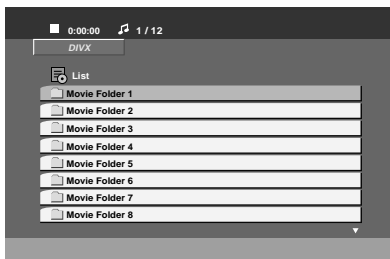 0:00:00 1 / 12
DIVX
List
Movie Folder 1
Movie Folder 2
Movie Folder 3
Movie Folder 4
Movie Folder 5
Movie Folder 6
Movie Folder 7
Movie Folder 8